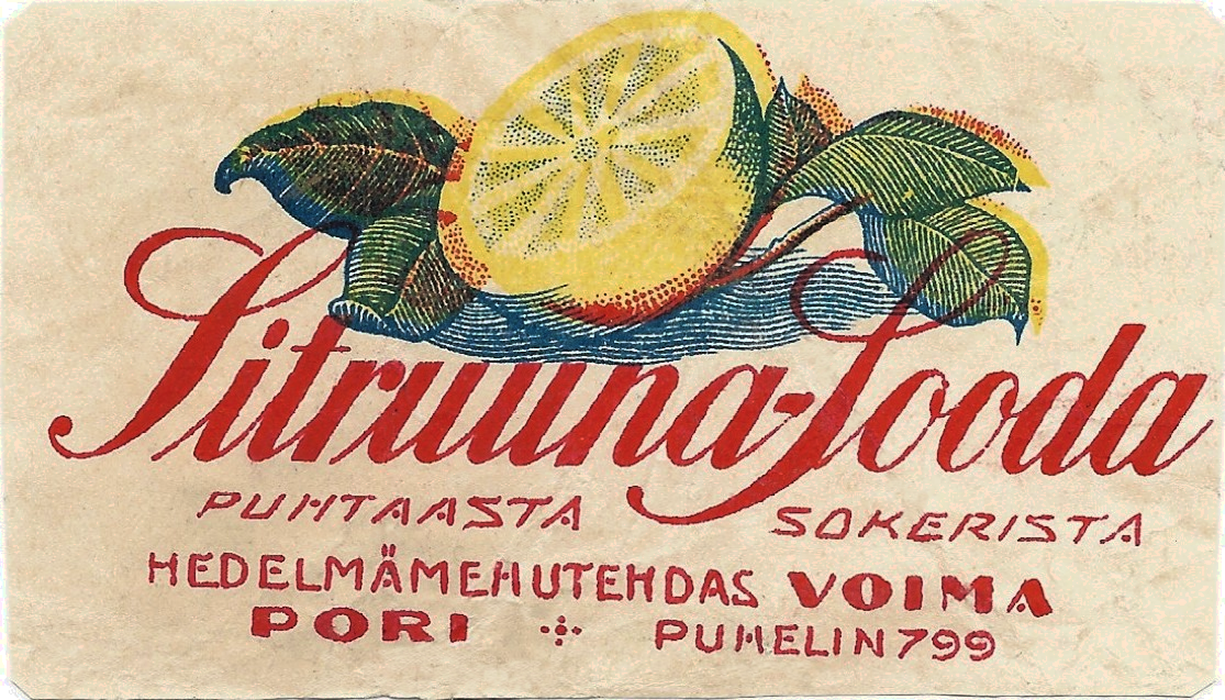 Sitruuna-Sooda
PUHTAASTA SOKERISTA
HEDELMÄMEHUTEHDAS VOIMA
PORI PUHELIN 799